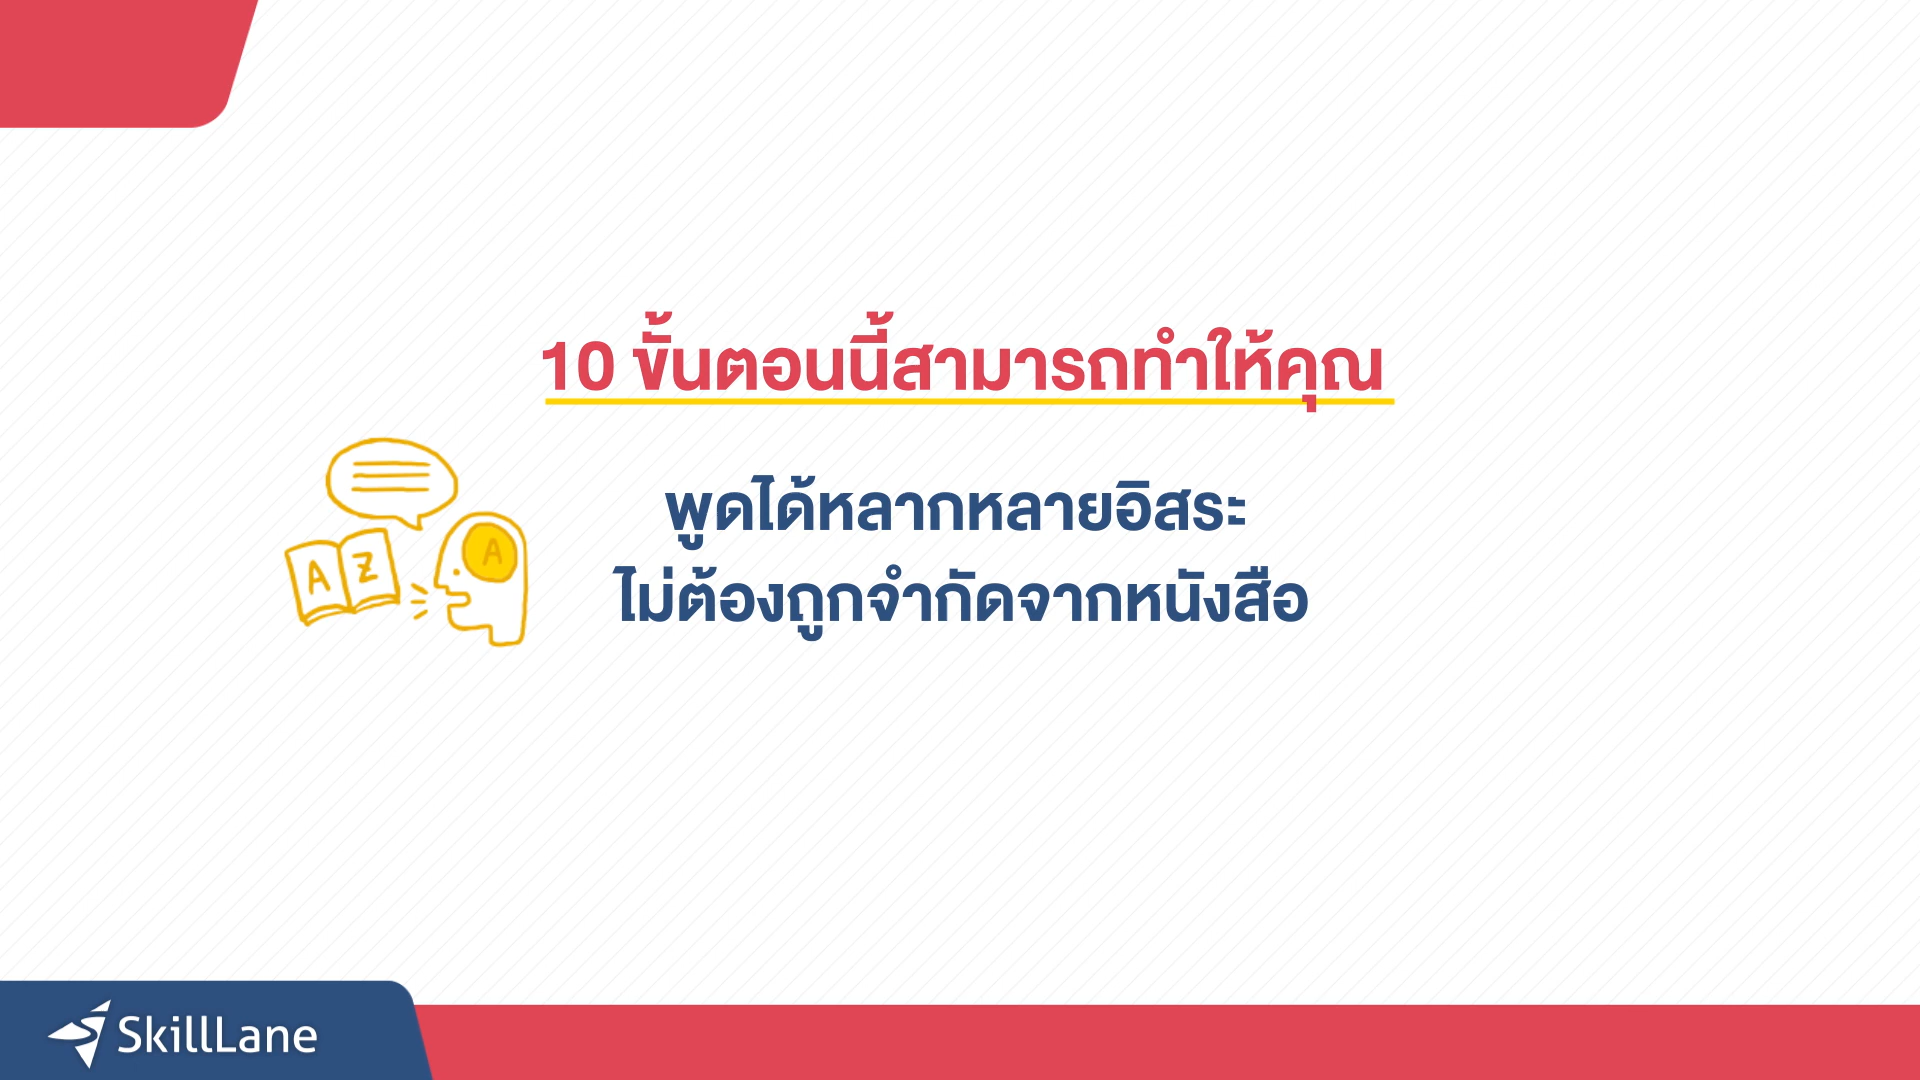 10 ขั้นตอนนี้สามารถทำให้คุณ
พูดได้หลากหลายอิสระ
ไม่ต้องถูกจำกัดจากหนังสือ
A Z
A
SkillLane